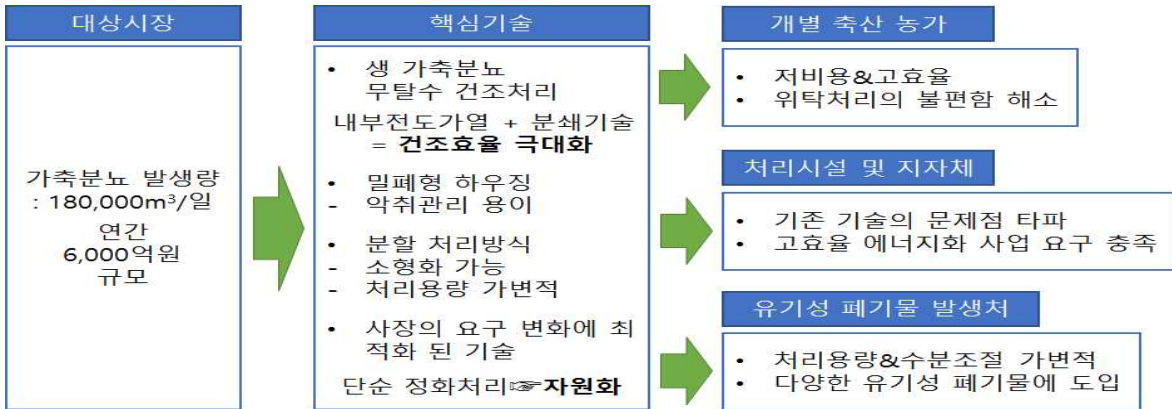 대상시장
가축분뇨 발생량
: 180,000m³/일
연간
6,000억원
규모
핵심기술
• 생 가축분뇨
무탈수 건조처리
내부전도가열 + 분쇄기술
= 건조효율 극대화
• 밀폐형 하우징
- 악취관리 용이
• 분할 처리방식
- 소형화 가능
- 처리용량 가변적
• 사장의 요구 변화에 최
적화 된 기술
단순 정화처리☞자원화
개별 축산 농가
• 저비용&고효율
• 위탁처리의 불편함 해소
처리시설 및 지자체
• 기존 기술의 문제점 타파
• 고효율 에너지화 사업 요구 충족
유기성 폐기물 발생처
• 처리용량&수분조절 가변적
• 다양한 유기성 폐기물에 도입